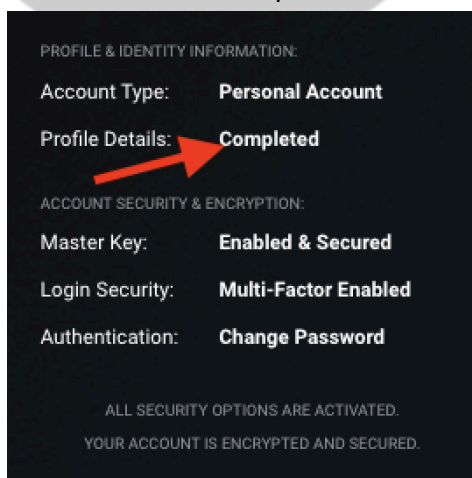 PROFILE & IDENTITY INFORMATION:
Account Type: Personal Account
Profile Details: Completed
ACCOUNT SECURITY & ENCRYPTION:
Master Key: Enabled & Secured
Login Security: Multi-Factor Enabled
Authentication: Change Password
ALL SECURITY OPTIONS ARE ACTIVATED.
YOUR ACCOUNT IS ENCRYPTED AND SECURED.